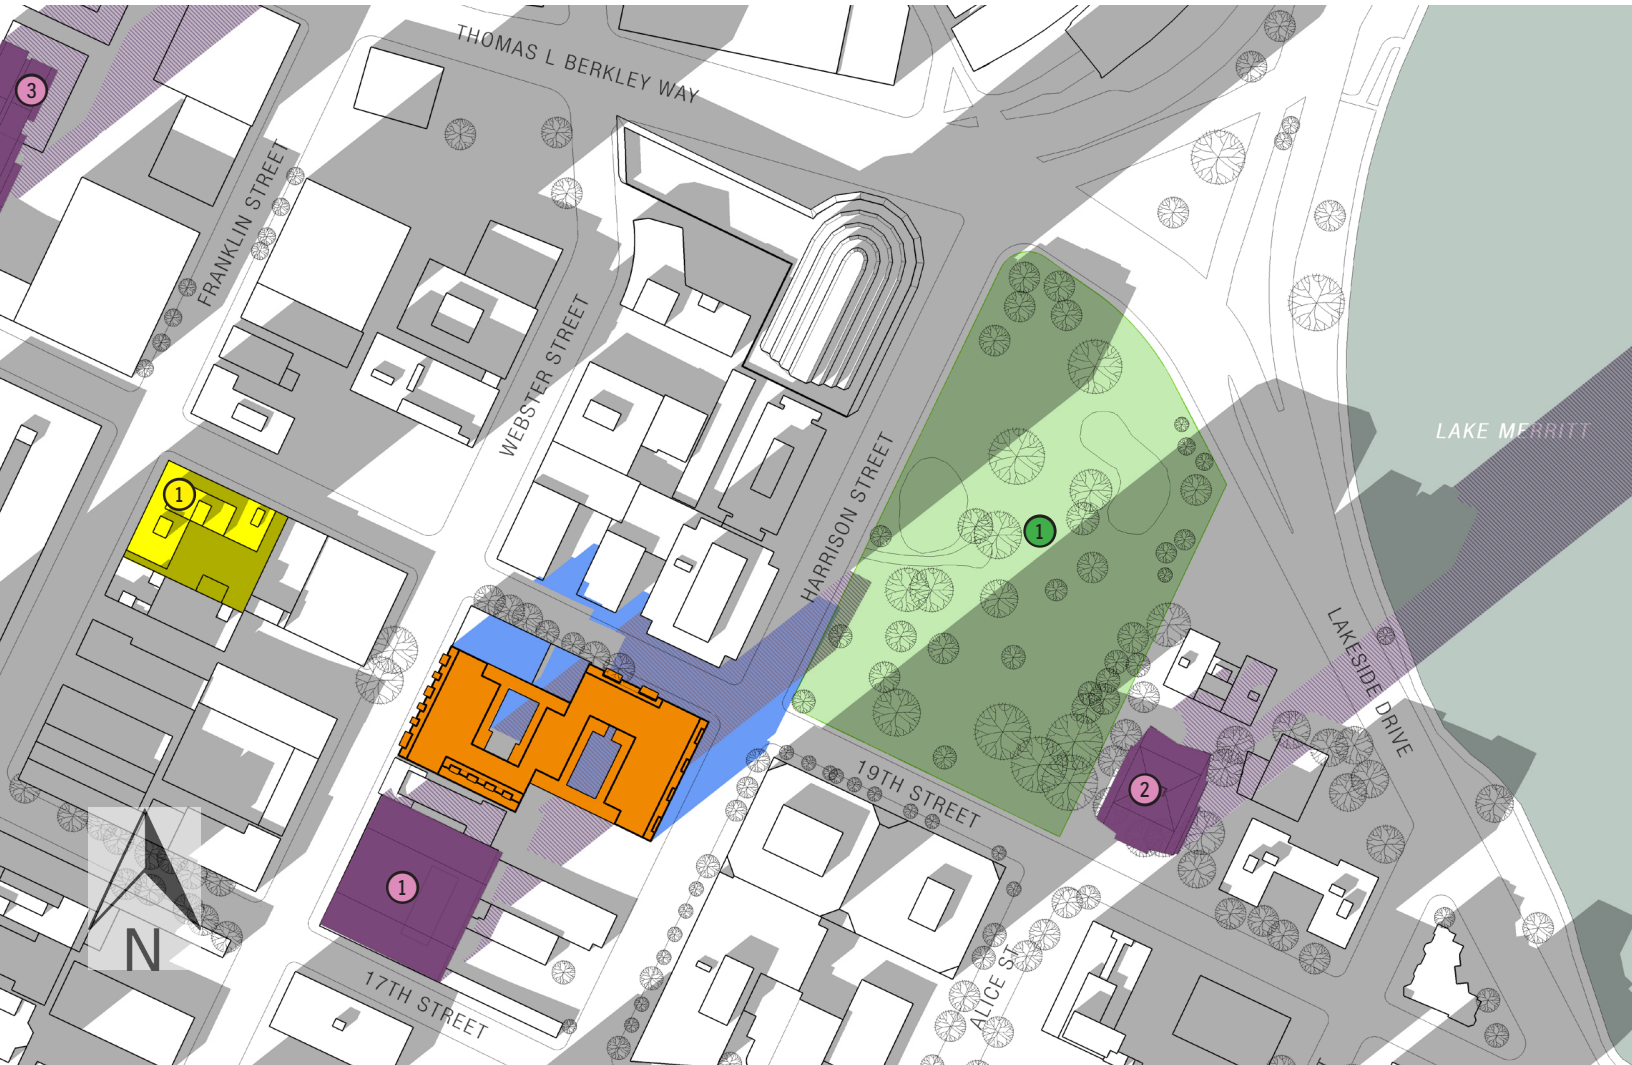 THOMAS L BERKLEY WAY
3
FRANKLIN STREET
WEBSTER STREET
HARRISON STREET
LAKE MERRITT
1
1
LAKESIDE DRIVE
19TH STREET
2
1
N
17TH STREET
ALICE ST